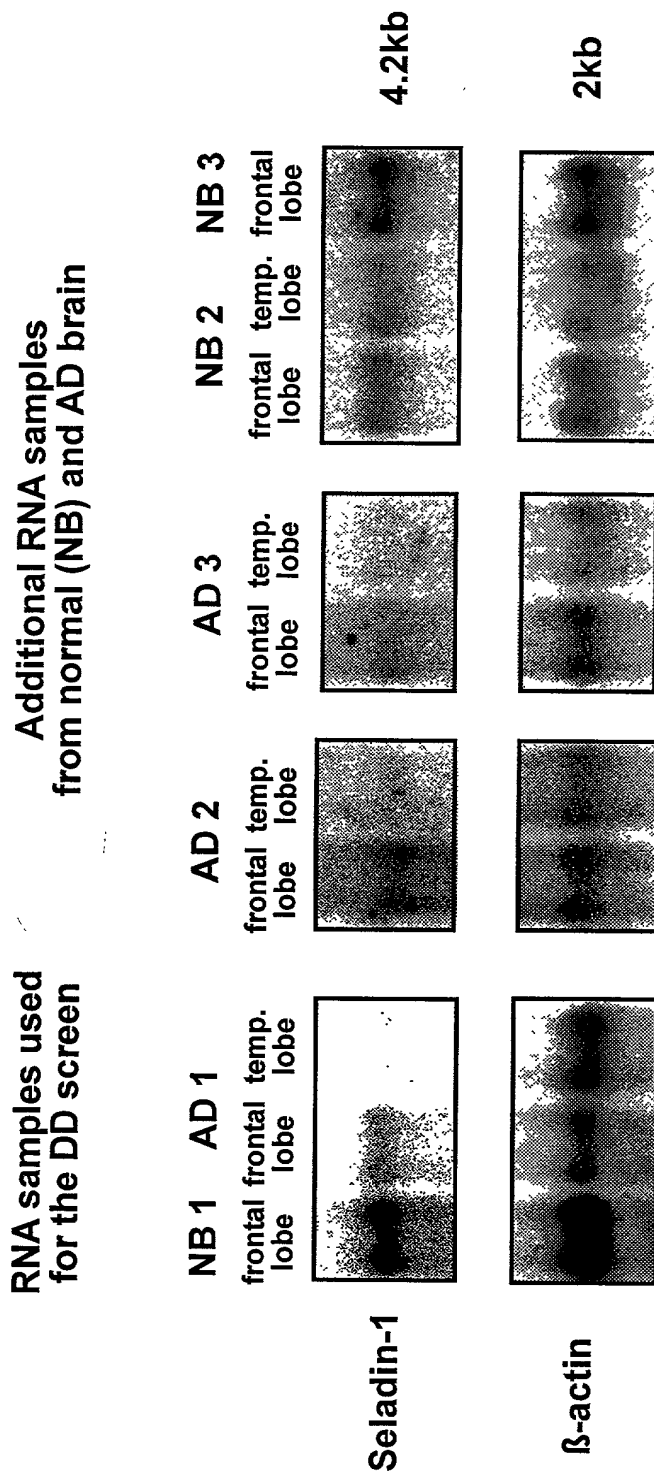 RNA samples used
for the DD screen
Additional RNA samples
from normal (NB) and AD brain
NB 1 AD 1 AD 2 AD 3 NB 2 NB 3
frontal frontal temp. frontal temp. frontal temp. frontal temp. frontal
lobe lobe lobe lobe lobe lobe lobe lobe lobe lobe
Seladin-1 4.2kb
ß-actin 2kb